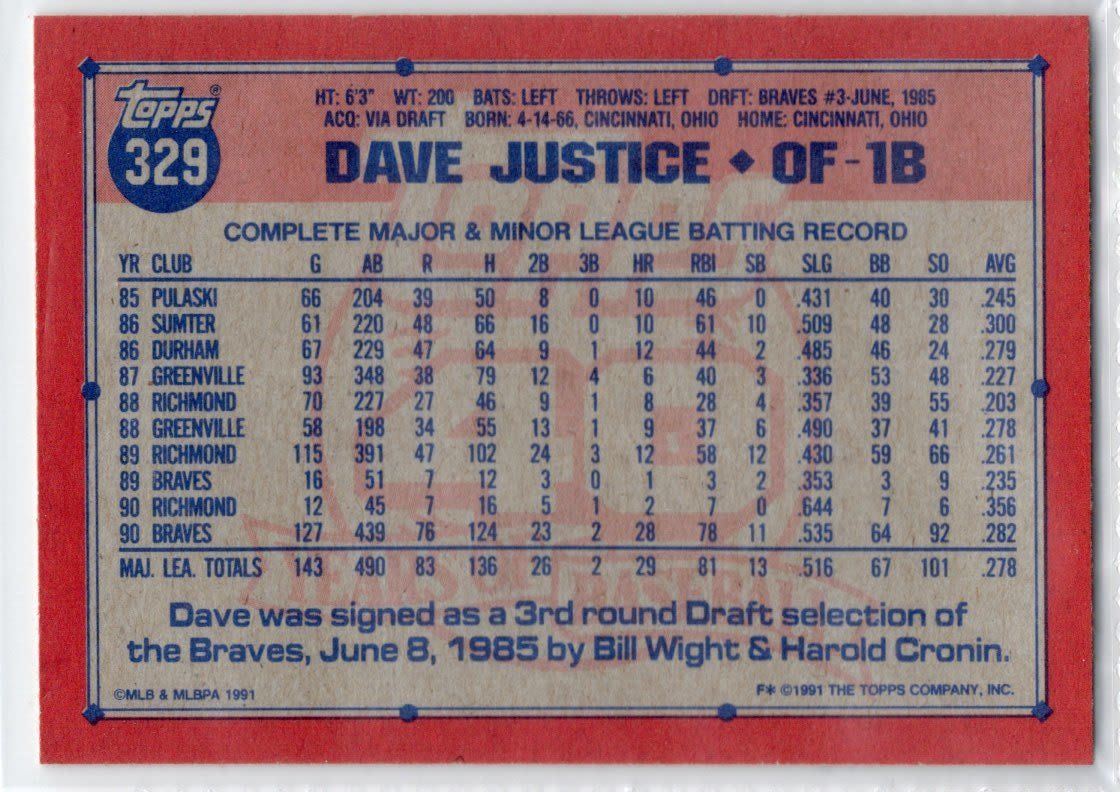 topps®
329
HT: 6'3" WT: 200 BATS: LEFT THROWS: LEFT DRFT: BRAVES #3-JUNE, 1985
ACQ: VIA DRAFT BORN: 4-14-66, CINCINNATI, OHIO HOME: CINCINNATI, OHIO
DAVE JUSTICE ◆ OF-1B
COMPLETE MAJOR & MINOR LEAGUE BATTING RECORD
YR CLUB G AB R H 2B 3B HR RBI SB SLG BB SO AVG
85 PULASKI 66 204 39 50 8 0 10 46 0 .431 40 30 .245
86 SUMTER 61 220 48 66 16 0 10 61 10 .509 48 28 .300
86 DURHAM 67 229 47 64 9 1 12 44 2 .485 46 24 .279
87 GREENVILLE 93 348 38 79 12 4 6 40 3 .336 53 48 .227
88 RICHMOND 70 227 27 46 9 1 8 28 4 .357 39 55 .203
88 GREENVILLE 58 198 34 55 13 1 9 37 6 .490 37 41 .278
89 RICHMOND 115 391 47 102 24 3 12 58 12 .430 59 66 .261
89 BRAVES 16 51 7 12 3 0 1 3 2 .353 3 9 .235
90 RICHMOND 12 45 7 16 5 1 2 7 0 .644 7 6 .356
90 BRAVES 127 439 76 124 23 2 28 78 11 .535 64 92 .282
MAJ. LEA. TOTALS 143 490 83 136 26 2 29 81 13 .516 67 101 .278
Dave was signed as a 3rd round Draft selection of
the Braves, June 8, 1985 by Bill Wight & Harold Cronin.
©MLB & MLBPA 1991 F* ©1991 THE TOPPS COMPANY, INC.
topps
40
YEARS OF BASEBALL